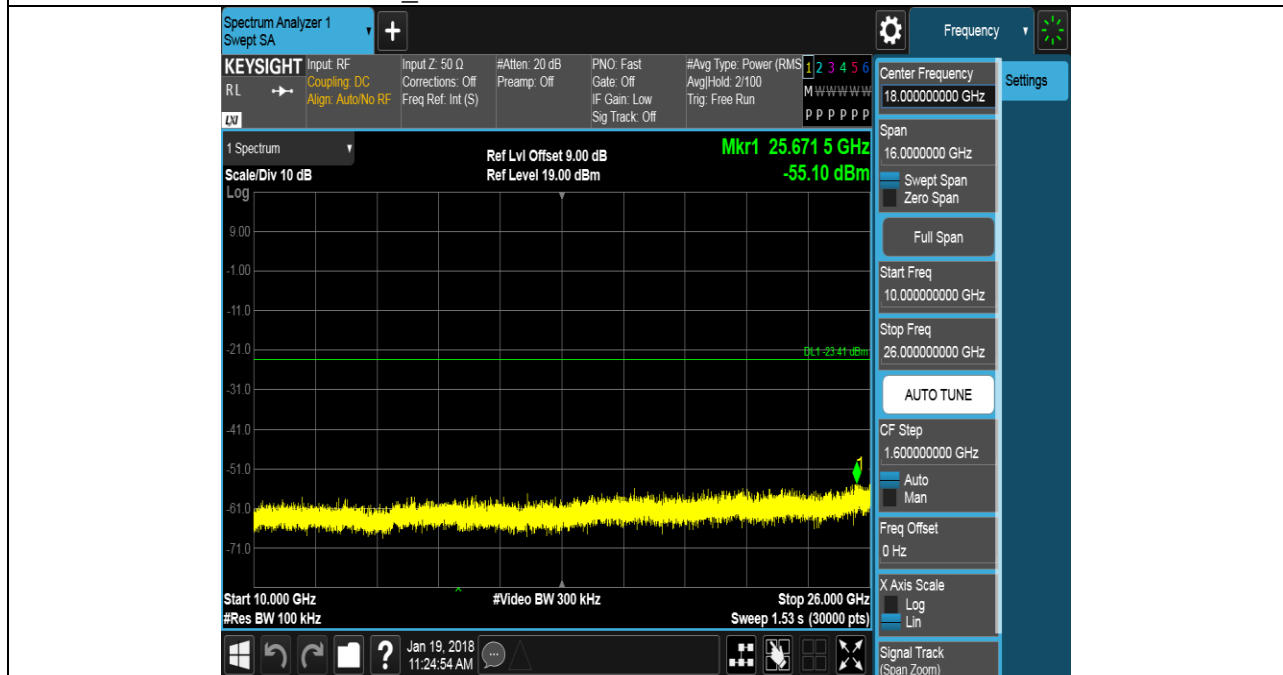 Spectrum Analyzer 1
Swept SA
+
Frequency
KEYSIGHT
RL
LXI
Input: RF
Coupling: DC
Align: Auto/No RF
Input Z: 50 Ω
Corrections: Off
Freq Ref: Int (S)
#Atten: 20 dB
Preamp: Off
PNO: Fast
Gate: Off
IF Gain: Low
Sig Track: Off
#Avg Type: Power (RMS
Avg|Hold: 2/100
Trig: Free Run
1 2 3 4 5 6
M W W W W W
P P P P P P
Center Frequency
18.000000000 GHz
Settings
1 Spectrum
Scale/Div 10 dB
Ref Lvl Offset 9.00 dB
Ref Level 19.00 dBm
Mkr1 25.671 5 GHz
-55.10 dBm
Span
16.0000000 GHz
Swept Span
Zero Span
Full Span
Start Freq
10.000000000 GHz
Stop Freq
26.000000000 GHz
AUTO TUNE
CF Step
1.600000000 GHz
Auto
Man
Freq Offset
0 Hz
X Axis Scale
Log
Lin
Signal Track
(Span Zoom)
Log
9.00
-1.00
-11.0
-21.0
DL1 -23.41 dBm
-31.0
-41.0
-51.0
1
-61.0
-71.0
Start 10.000 GHz
#Video BW 300 kHz
Stop 26.000 GHz
#Res BW 100 kHz
Sweep 1.53 s (30000 pts)
?
Jan 19, 2018
11:24:54 AM